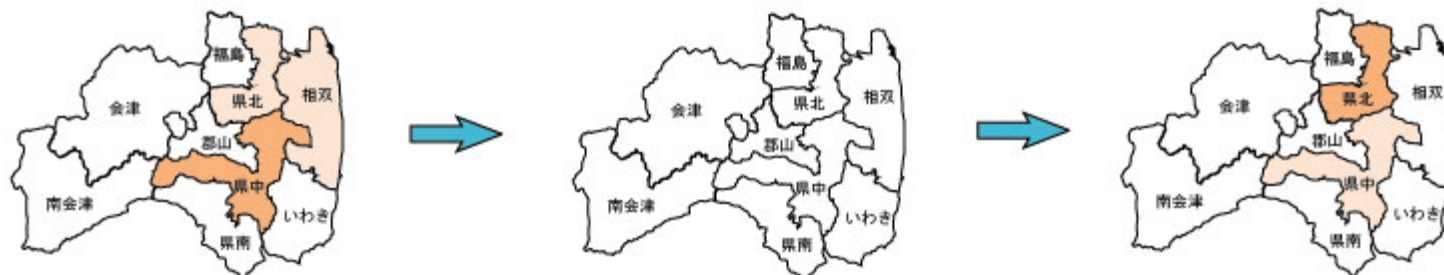 福島
県北
相双
会津
郡山
県中
南会津
いわき
県南
福島
県北
相双
会津
郡山
県中
南会津
いわき
県南
福島
県北
相双
会津
郡山
県中
南会津
いわき
県南